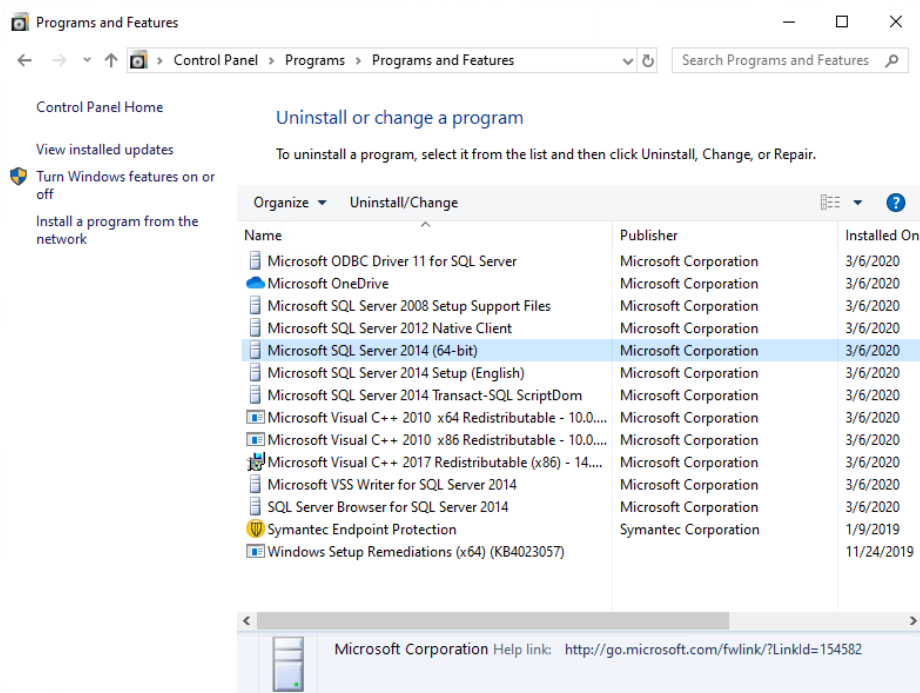 Programs and Features
Control Panel > Programs > Programs and Features
Search Programs and Features
Control Panel Home
View installed updates
Turn Windows features on or
off
Install a program from the
network
Uninstall or change a program
To uninstall a program, select it from the list and then click Uninstall, Change, or Repair.
Organize Uninstall/Change
?
Name Publisher Installed On
Microsoft ODBC Driver 11 for SQL Server Microsoft Corporation 3/6/2020
Microsoft OneDrive Microsoft Corporation 3/6/2020
Microsoft SQL Server 2008 Setup Support Files Microsoft Corporation 3/6/2020
Microsoft SQL Server 2012 Native Client Microsoft Corporation 3/6/2020
Microsoft SQL Server 2014 (64-bit) Microsoft Corporation 3/6/2020
Microsoft SQL Server 2014 Setup (English) Microsoft Corporation 3/6/2020
Microsoft SQL Server 2014 Transact-SQL ScriptDom Microsoft Corporation 3/6/2020
Microsoft Visual C++ 2010 x64 Redistributable - 10.0.... Microsoft Corporation 3/6/2020
Microsoft Visual C++ 2010 x86 Redistributable - 10.0.... Microsoft Corporation 3/6/2020
Microsoft Visual C++ 2017 Redistributable (x86) - 14.... Microsoft Corporation 3/6/2020
Microsoft VSS Writer for SQL Server 2014 Microsoft Corporation 3/6/2020
SQL Server Browser for SQL Server 2014 Microsoft Corporation 3/6/2020
Symantec Endpoint Protection Symantec Corporation 1/9/2019
Windows Setup Remediations (x64) (KB4023057) 11/24/2019
Microsoft Corporation Help link: http://go.microsoft.com/fwlink/?LinkId=154582